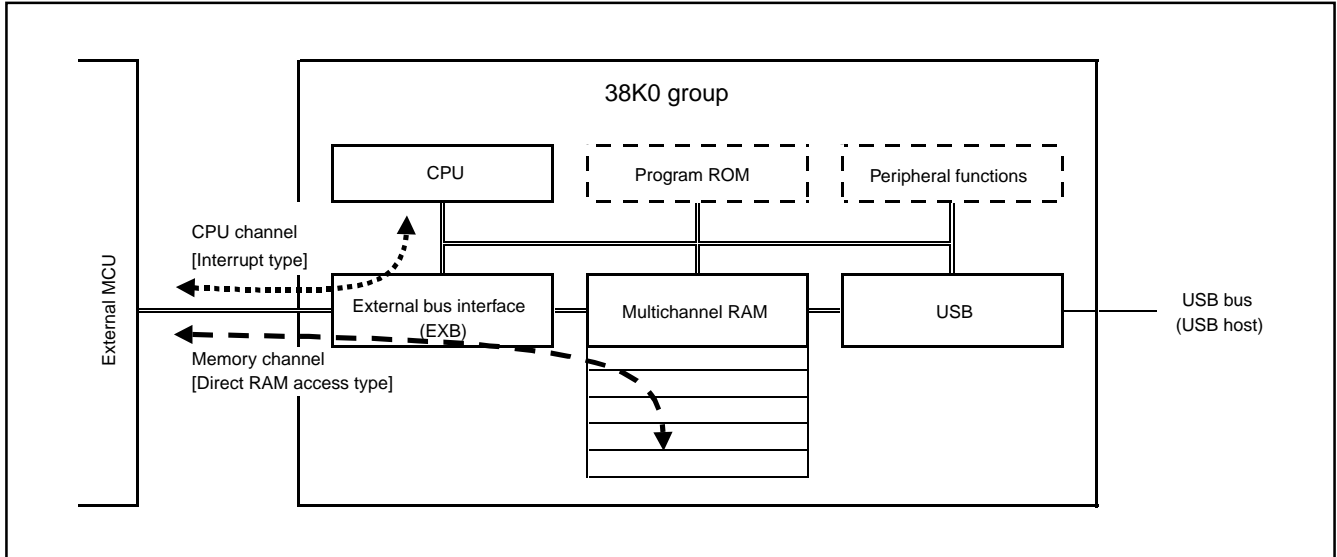 38K0 group
CPU
Program ROM
Peripheral functions
CPU channel
[Interrupt type]
External MCU
External bus interface
(EXB)
Multichannel RAM
USB
USB bus
(USB host)
Memory channel
[Direct RAM access type]